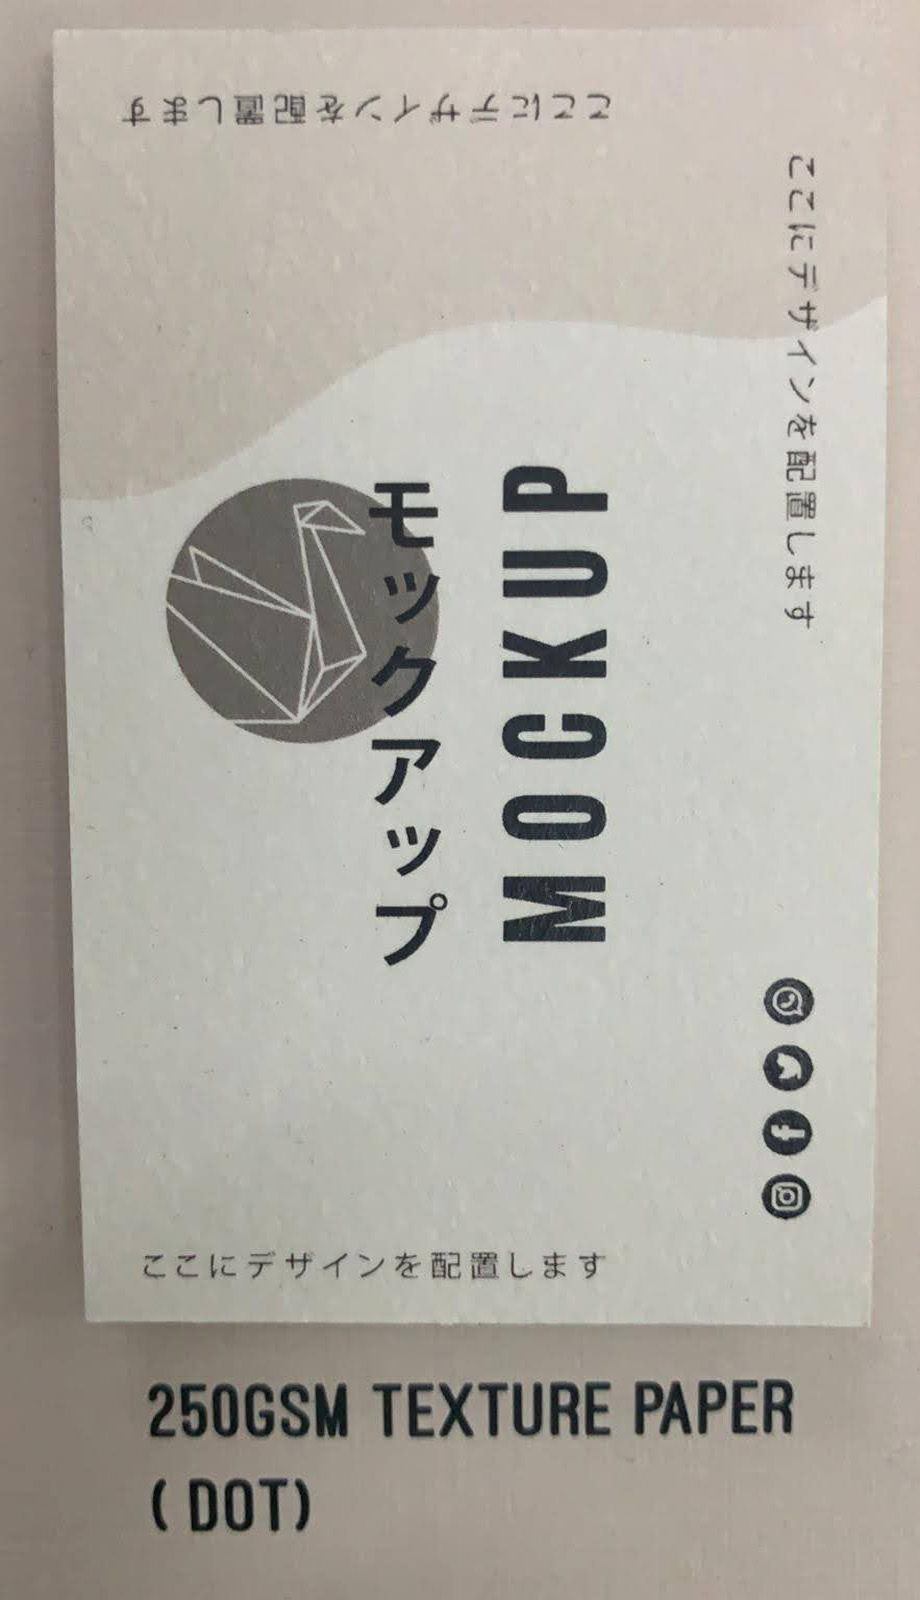 ここにデザインを配置します
ここにデザインを配置します
モックアップ
MOCKUP
ここにデザインを配置します
250GSM TEXTURE PAPER
( DOT)